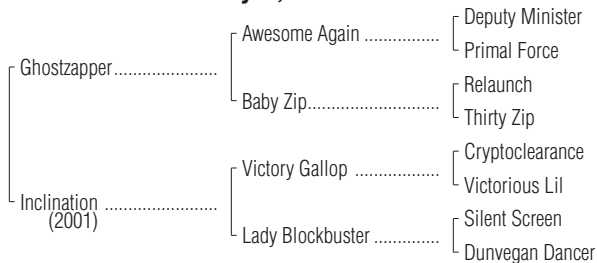 Deputy Minister
Awesome Again ................
Primal Force
Ghostzapper......................
Relaunch
Baby Zip............................
Thirty Zip
Cryptoclearance
Victory Gallop ..................
Victorious Lil
Inclination ........................
(2001)
Silent Screen
Lady Blockbuster ..............
Dunvegan Dancer